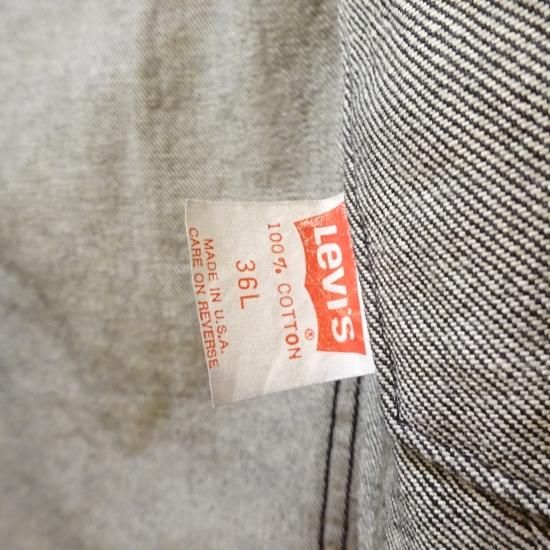 LEVI'S ®
100% COTTON
36L
MADE IN U.S.A.
CARE ON REVERSE